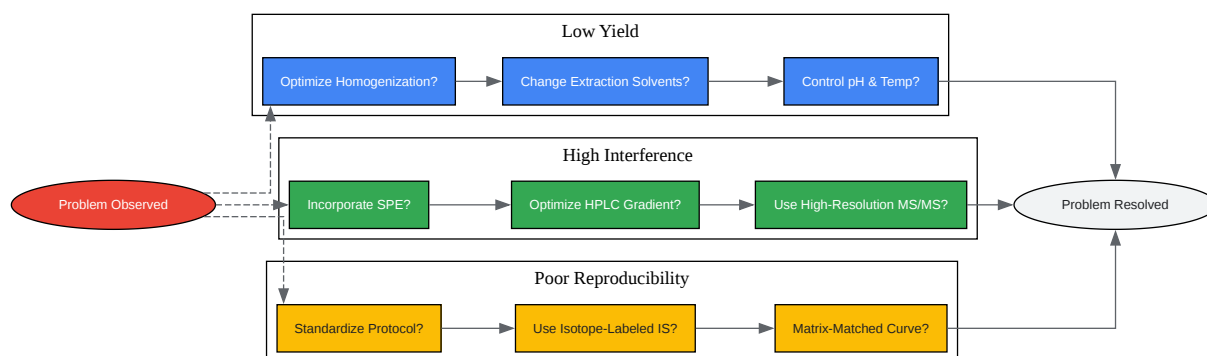 Low Yield
Optimize Homogenization?
Change Extraction Solvents?
Control pH & Temp?
High Interference
Problem Observed
Incorporate SPE?
Optimize HPLC Gradient?
Use High-Resolution MS/MS?
Problem Resolved
Poor Reproducibility
Standardize Protocol?
Use Isotope-Labeled IS?
Matrix-Matched Curve?